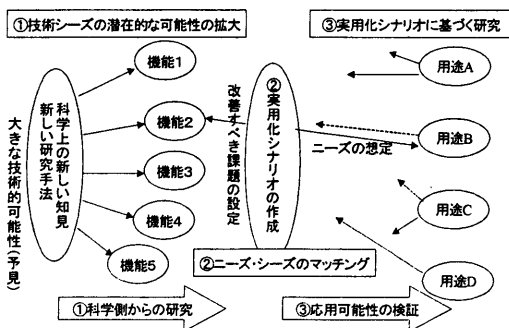 ①技術シーズの潜在的な可能性の拡大
③実用化シナリオに基づく研究
大きな技術的可能性(予見)
科学上の新しい知見
新しい研究手法
機能1
機能2
機能3
機能4
機能5
改善すべき課題の設定
②実用化シナリオの作成
ニーズの想定
用途A
用途B
用途C
用途D
②ニーズ・シーズのマッチング
①科学側からの研究
③応用可能性の検証